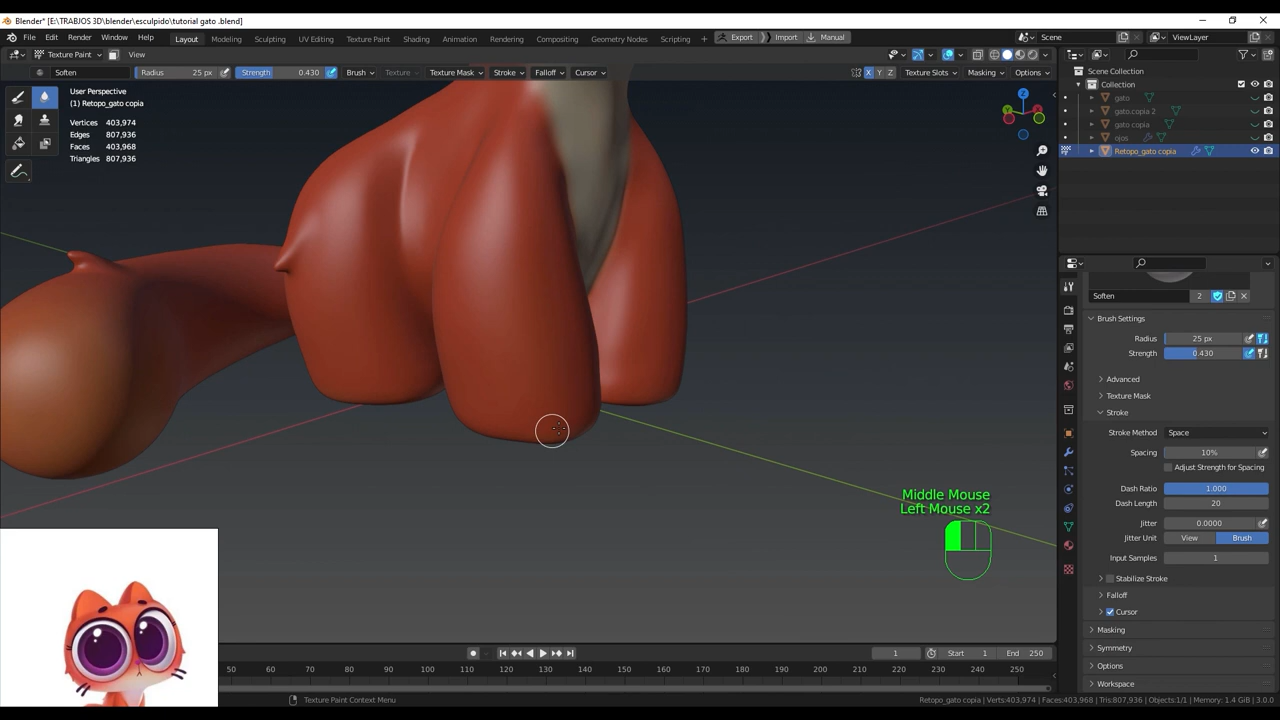 Blender* [E:\TRABJOS 3D\blender\esculpido\tutorial gato .blend]
File Edit Render Window Help Layout Modeling Sculpting UV Editing Texture Paint Shading Animation Rendering Compositing Geometry Nodes Scripting + Export Import Manual Scene ViewLayer
Texture Paint View Options
Soften Radius 25 px Strength 0.430 Brush Texture Texture Mask Stroke Falloff Cursor X Y Z Texture Slots Masking Options
User Perspective
(1) Retopo_gato copia
Vertices 403,974
Edges 807,936
Faces 403,968
Triangles 807,936
Z
Y
X
Middle Mouse
Left Mouse x2
Scene Collection
Collection
gato
gato.copia 2
gato copia
ojos
Retopo_gato copia
Soften 2
Brush Settings
Radius 25 px
Strength 0.430
Advanced
Texture Mask
Stroke
Stroke Method Space
Spacing 10%
Adjust Strength for Spacing
Dash Ratio 1.000
Dash Length 20
Jitter 0.0000
Jitter Unit View Brush
Input Samples 1
Stabilize Stroke
Falloff
Cursor
Masking
Symmetry
Options
Workspace
1 Start 1 End 250
50 60 70 80 90 100 110 120 130 140 150 160 170 180 190 200 210 220 230 240 250
Texture Paint Context Menu
Retopo_gato copia | Verts:403,974 | Faces:403,968 | Tris:807,936 | Objects:1/1 | Memory: 1.4 GiB | 3.0.0